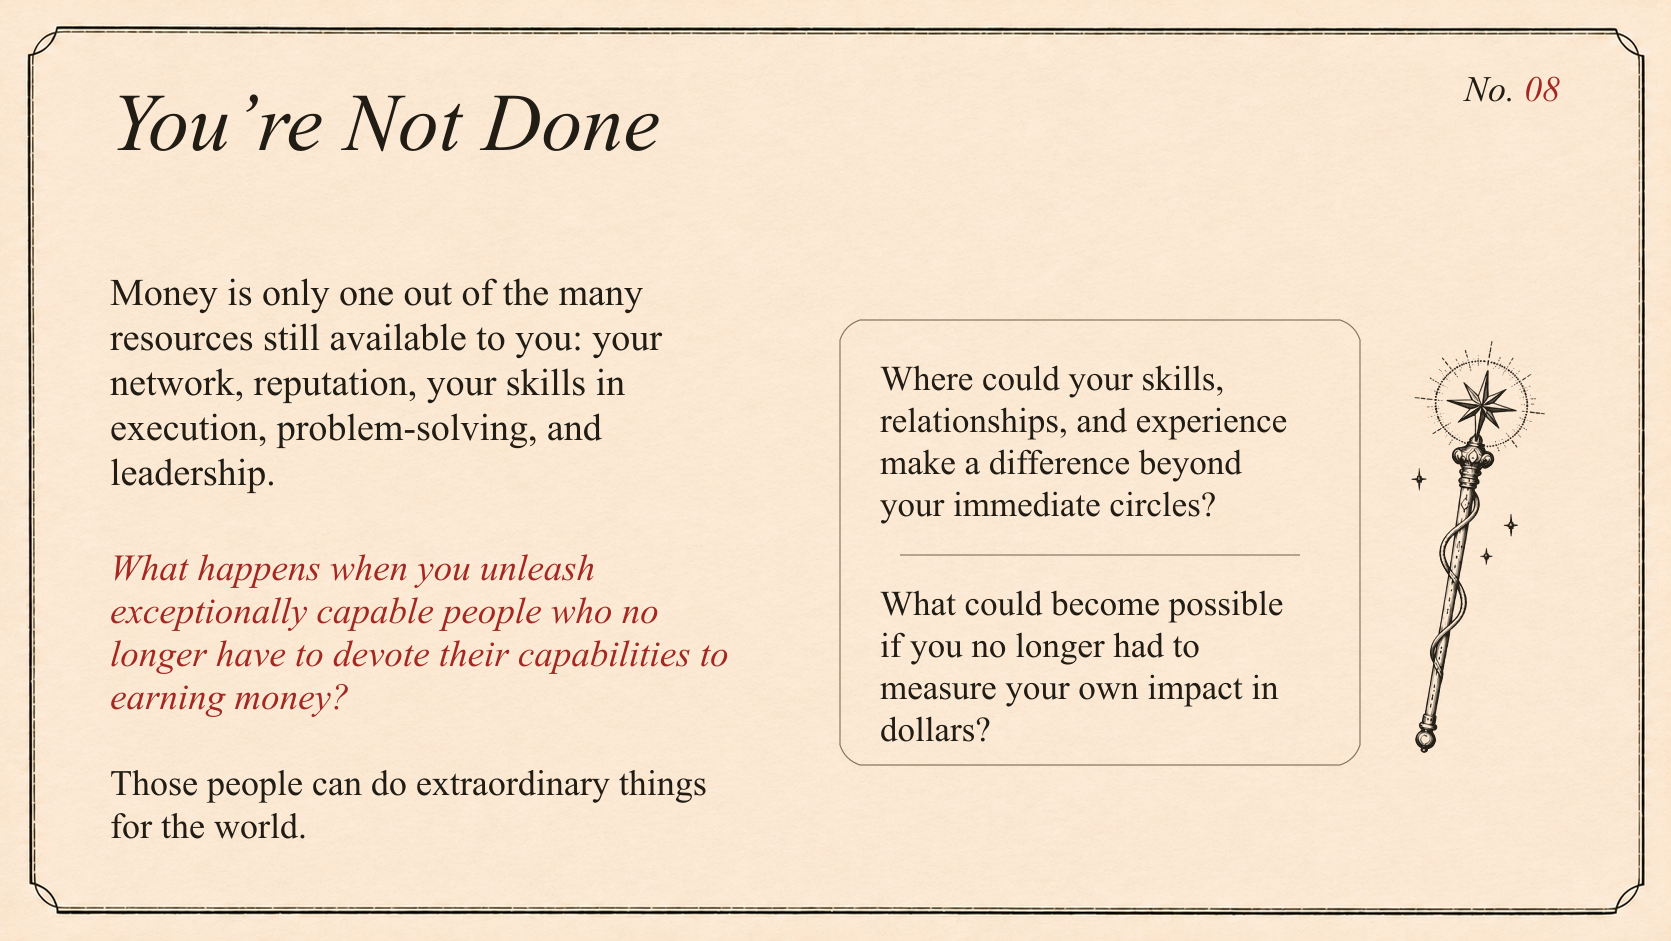 You’re Not Done
No. 08
Money is only one out of the many
resources still available to you: your
network, reputation, your skills in
execution, problem-solving, and
leadership.
What happens when you unleash
exceptionally capable people who no
longer have to devote their capabilities to
earning money?
Those people can do extraordinary things
for the world.
Where could your skills,
relationships, and experience
make a difference beyond
your immediate circles?
What could become possible
if you no longer had to
measure your own impact in
dollars?